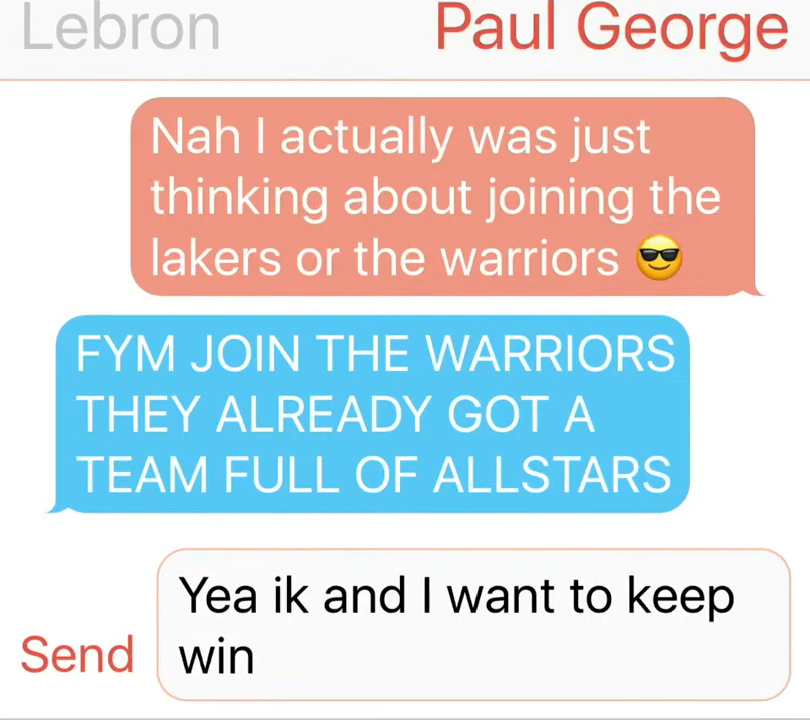 Lebron
Paul George
Nah I actually was just
thinking about joining the
lakers or the warriors 😎
FYM JOIN THE WARRIORS
THEY ALREADY GOT A
TEAM FULL OF ALLSTARS
Yea ik and I want to keep
win
Send